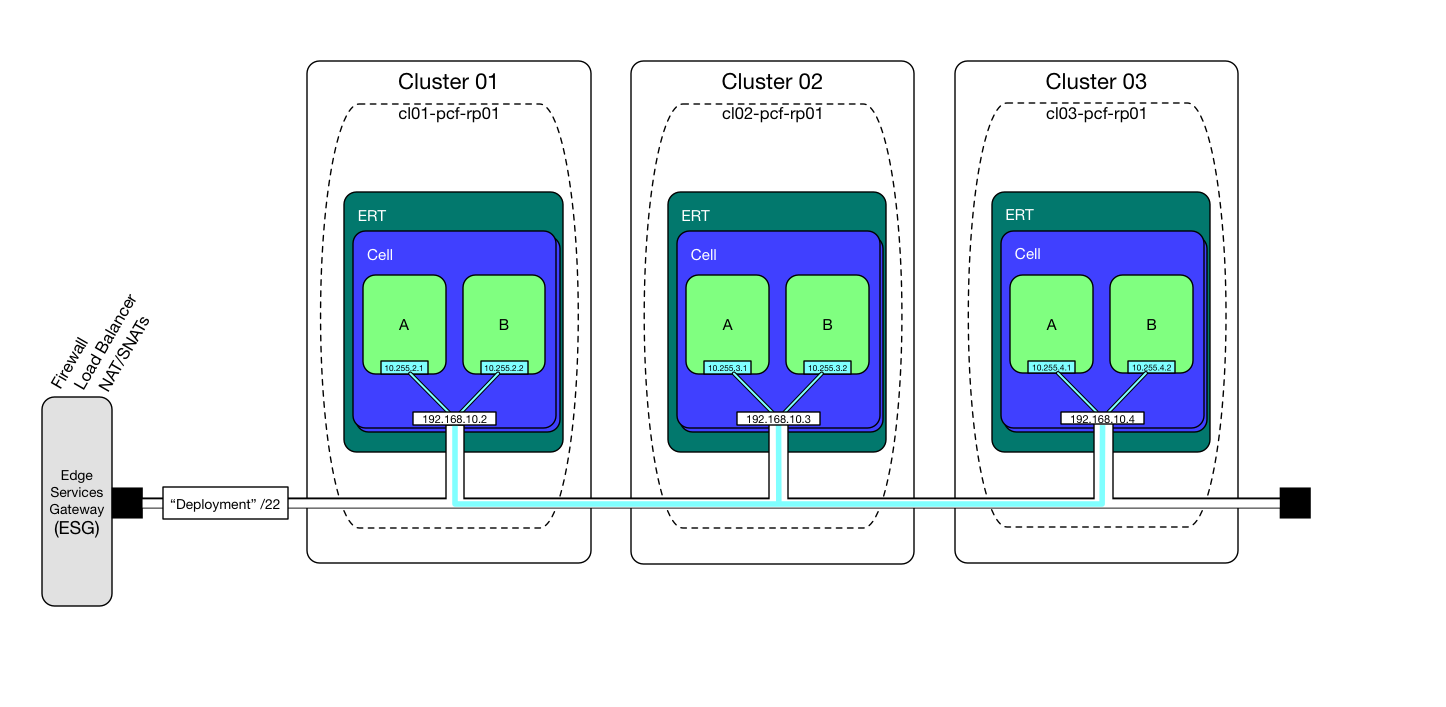 Cluster 01
cl01-pcf-rp01
ERT
Cell
A
B
10.255.2.1
10.255.2.2
192.168.10.2
Cluster 02
cl02-pcf-rp01
ERT
Cell
A
B
10.255.3.1
10.255.3.2
192.168.10.3
Cluster 03
cl03-pcf-rp01
ERT
Cell
A
B
10.255.4.1
10.255.4.2
192.168.10.4
Firewall
Load Balancer
NAT/SNATs
Edge
Services
Gateway
(ESG)
“Deployment” /22